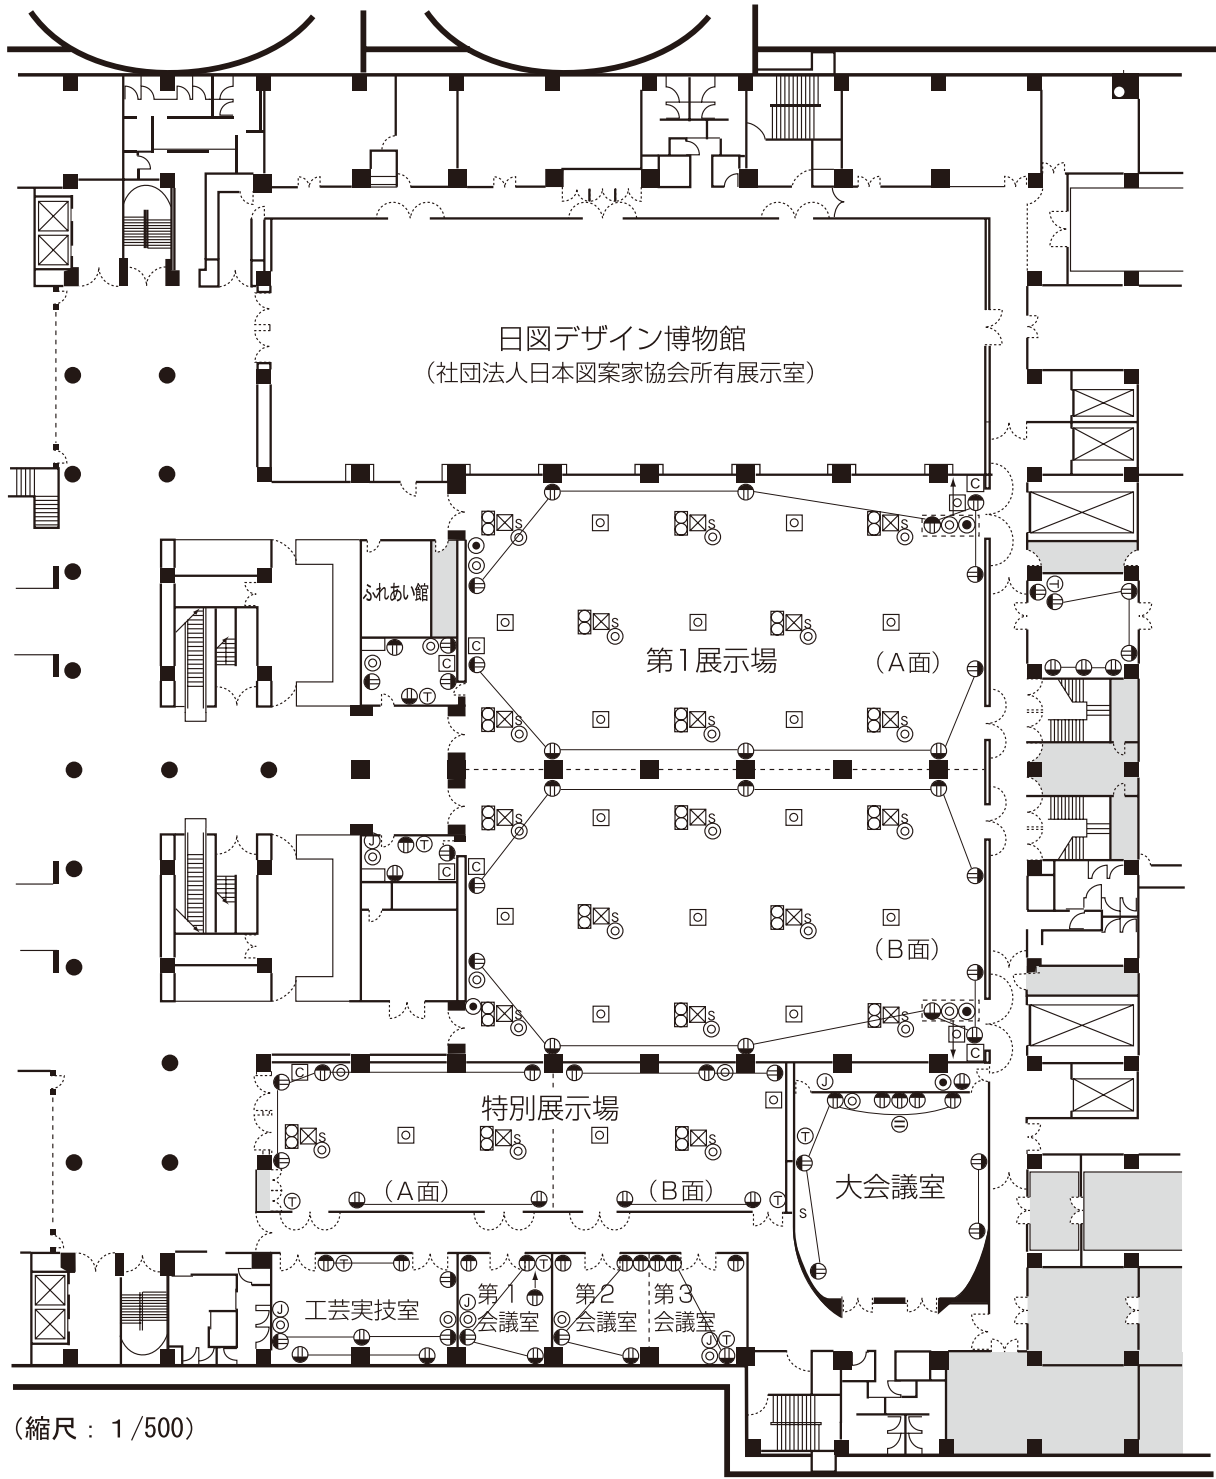 日図デザイン博物館
（社団法人日本図案家協会所有展示室）
ふれあい館
第1展示場
（A面）
（B面）
特別展示場
（A面）
（B面）
大会議室
工芸実技室
第1
会議室
第2
会議室
第3
会議室
（縮尺：1/500）